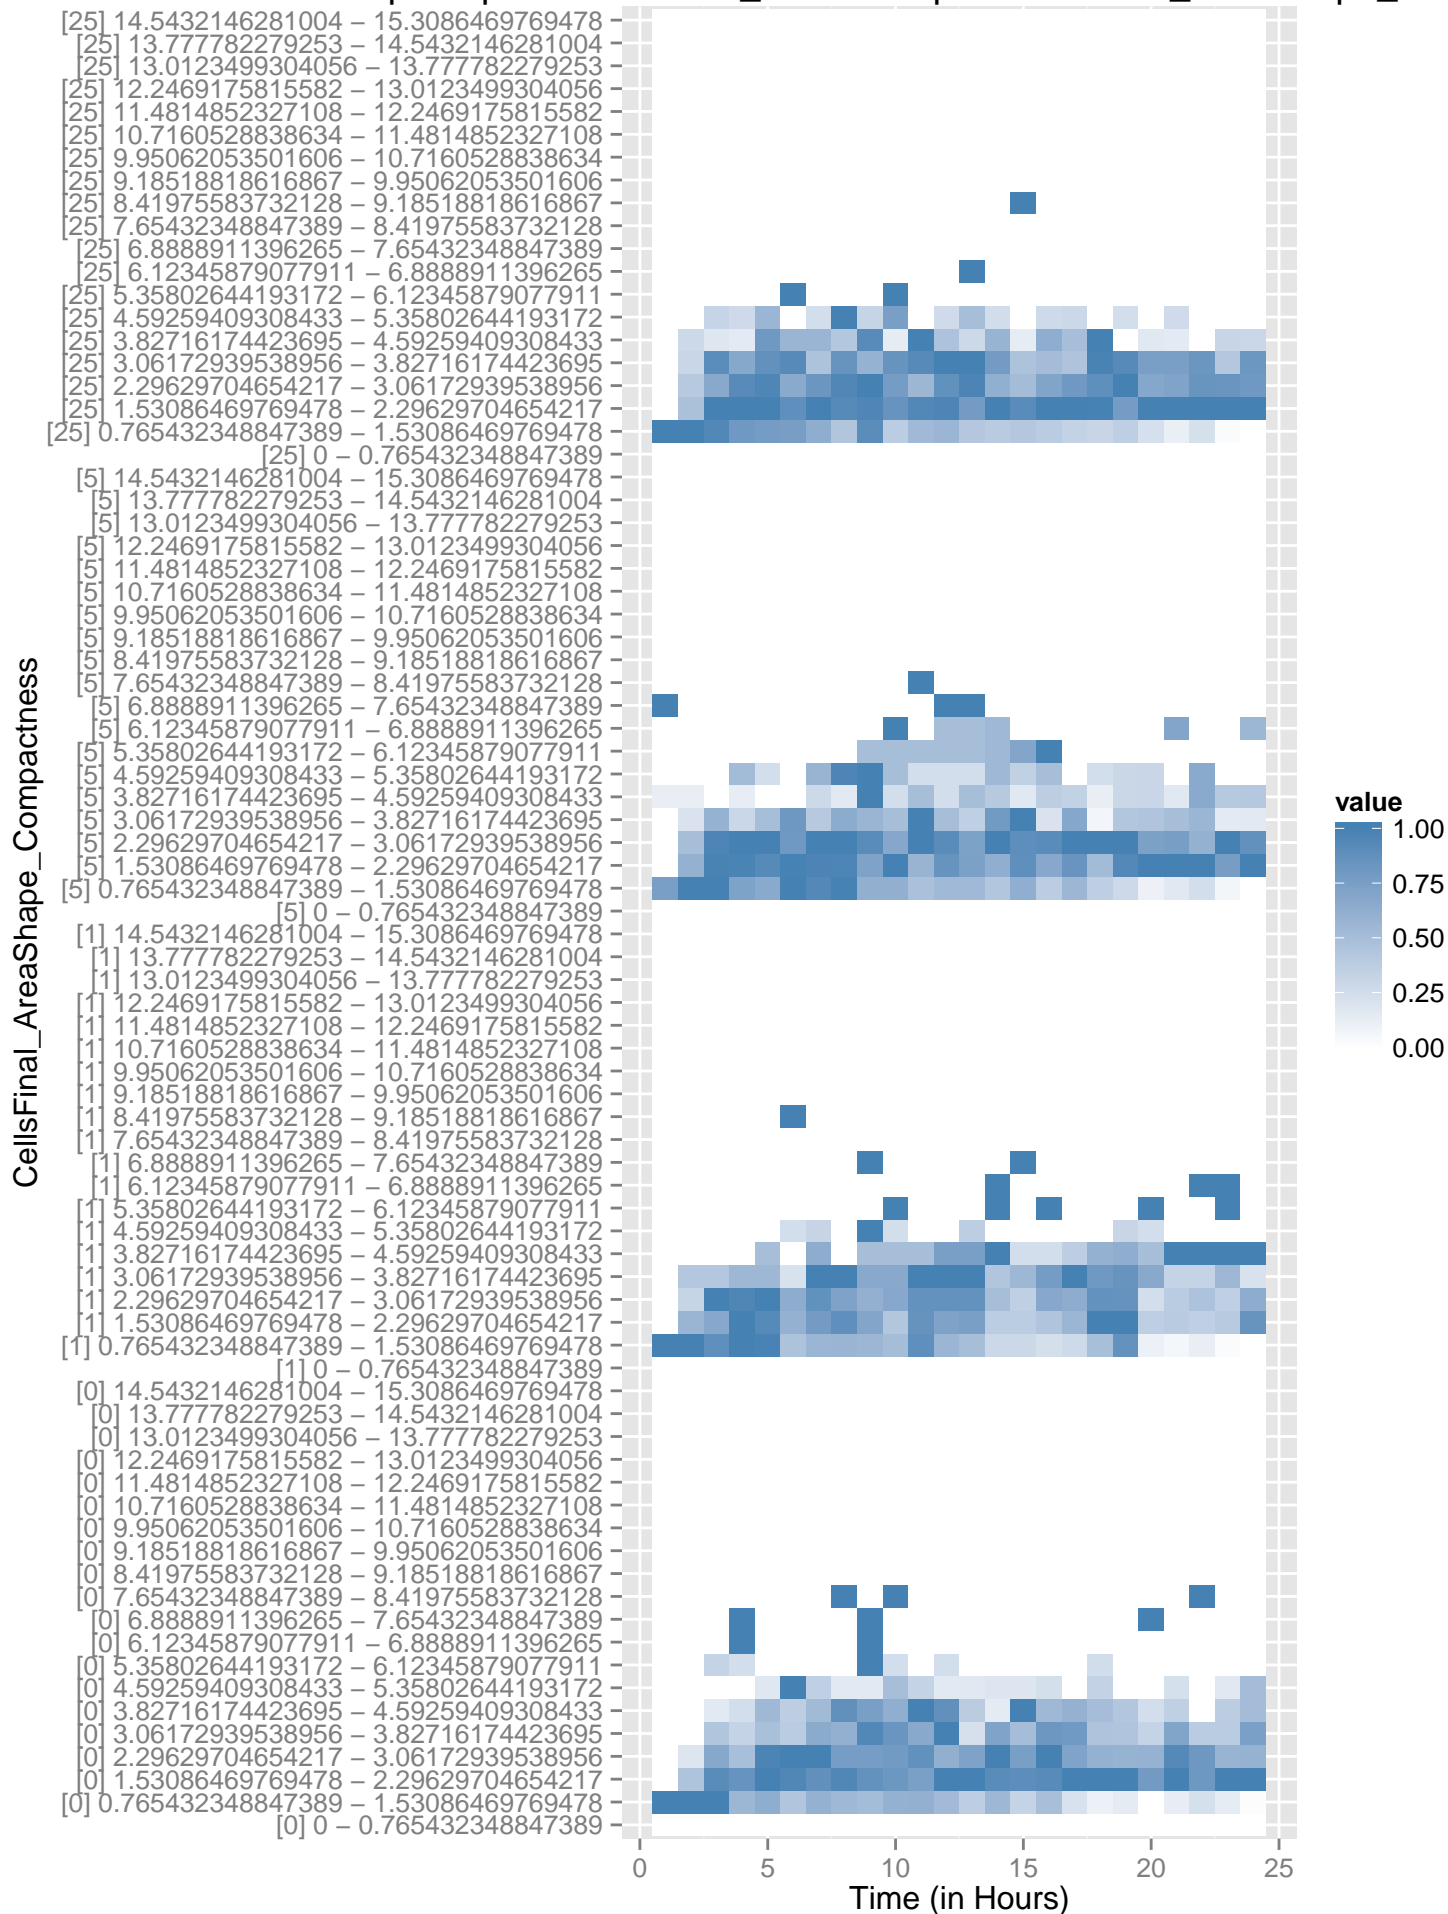 [25] 14.5432146281004 – 15.3086469769478
[25] 13.777782279253 – 14.5432146281004
[25] 13.0123499304056 – 13.777782279253
[25] 12.2469175815582 – 13.0123499304056
[25] 11.4814852327108 – 12.2469175815582
[25] 10.7160528838634 – 11.4814852327108
[25] 9.95062053501606 – 10.7160528838634
[25] 9.18518818616867 – 9.95062053501606
[25] 8.41975583732128 – 9.18518818616867
[25] 7.65432348847389 – 8.41975583732128
[25] 6.8888911396265 – 7.65432348847389
[25] 6.12345879077911 – 6.8888911396265
[25] 5.35802644193172 – 6.12345879077911
[25] 4.59259409308433 – 5.35802644193172
[25] 3.82716174423695 – 4.59259409308433
[25] 3.06172939538956 – 3.82716174423695
[25] 2.29629704654217 – 3.06172939538956
[25] 1.53086469769478 – 2.29629704654217
[25] 0.765432348847389 – 1.53086469769478
[25] 0 – 0.765432348847389
[5] 14.5432146281004 – 15.3086469769478
[5] 13.777782279253 – 14.5432146281004
[5] 13.0123499304056 – 13.777782279253
[5] 12.2469175815582 – 13.0123499304056
[5] 11.4814852327108 – 12.2469175815582
[5] 10.7160528838634 – 11.4814852327108
[5] 9.95062053501606 – 10.7160528838634
[5] 9.18518818616867 – 9.95062053501606
[5] 8.41975583732128 – 9.18518818616867
[5] 7.65432348847389 – 8.41975583732128
[5] 6.8888911396265 – 7.65432348847389
[5] 6.12345879077911 – 6.8888911396265
[5] 5.35802644193172 – 6.12345879077911
[5] 4.59259409308433 – 5.35802644193172
[5] 3.82716174423695 – 4.59259409308433
[5] 3.06172939538956 – 3.82716174423695
[5] 2.29629704654217 – 3.06172939538956
[5] 1.53086469769478 – 2.29629704654217
[5] 0.765432348847389 – 1.53086469769478
[5] 0 – 0.765432348847389
[1] 14.5432146281004 – 15.3086469769478
[1] 13.777782279253 – 14.5432146281004
[1] 13.0123499304056 – 13.777782279253
[1] 12.2469175815582 – 13.0123499304056
[1] 11.4814852327108 – 12.2469175815582
[1] 10.7160528838634 – 11.4814852327108
[1] 9.95062053501606 – 10.7160528838634
[1] 9.18518818616867 – 9.95062053501606
[1] 8.41975583732128 – 9.18518818616867
[1] 7.65432348847389 – 8.41975583732128
[1] 6.8888911396265 – 7.65432348847389
[1] 6.12345879077911 – 6.8888911396265
[1] 5.35802644193172 – 6.12345879077911
[1] 4.59259409308433 – 5.35802644193172
[1] 3.82716174423695 – 4.59259409308433
[1] 3.06172939538956 – 3.82716174423695
[1] 2.29629704654217 – 3.06172939538956
[1] 1.53086469769478 – 2.29629704654217
[1] 0.765432348847389 – 1.53086469769478
[1] 0 – 0.765432348847389
[0] 14.5432146281004 – 15.3086469769478
[0] 13.777782279253 – 14.5432146281004
[0] 13.0123499304056 – 13.777782279253
[0] 12.2469175815582 – 13.0123499304056
[0] 11.4814852327108 – 12.2469175815582
[0] 10.7160528838634 – 11.4814852327108
[0] 9.95062053501606 – 10.7160528838634
[0] 9.18518818616867 – 9.95062053501606
[0] 8.41975583732128 – 9.18518818616867
[0] 7.65432348847389 – 8.41975583732128
[0] 6.8888911396265 – 7.65432348847389
[0] 6.12345879077911 – 6.8888911396265
[0] 5.35802644193172 – 6.12345879077911
[0] 4.59259409308433 – 5.35802644193172
[0] 3.82716174423695 – 4.59259409308433
[0] 3.06172939538956 – 3.82716174423695
[0] 2.29629704654217 – 3.06172939538956
[0] 1.53086469769478 – 2.29629704654217
[0] 0.765432348847389 – 1.53086469769478
[0] 0 – 0.765432348847389
CellsFinal_AreaShape_Compactness
0 5 10 15 20 25
Time (in Hours)
value
1.00
0.75
0.50
0.25
0.00